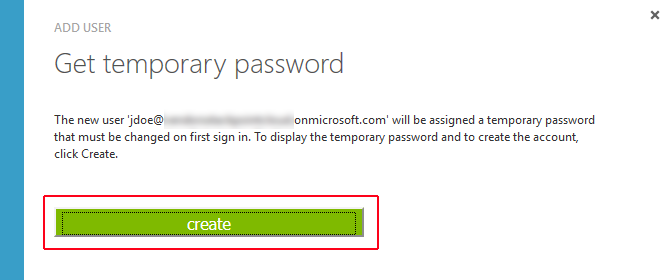 ADD USER
Get temporary password
The new user 'jdoe@ onmicrosoft.com' will be assigned a temporary password
that must be changed on first sign in. To display the temporary password and to create the account,
click Create.
create